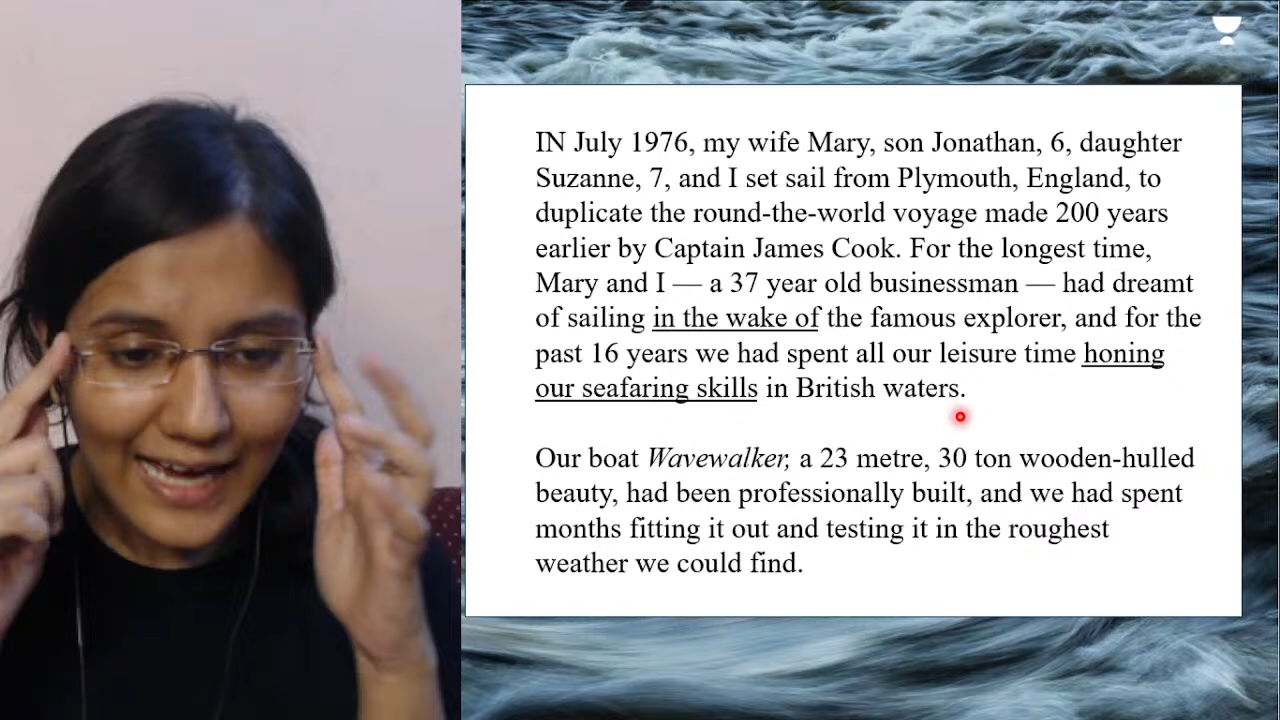 IN July 1976, my wife Mary, son Jonathan, 6, daughter
Suzanne, 7, and I set sail from Plymouth, England, to
duplicate the round-the-world voyage made 200 years
earlier by Captain James Cook. For the longest time,
Mary and I — a 37 year old businessman — had dreamt
of sailing in the wake of the famous explorer, and for the
past 16 years we had spent all our leisure time honing
our seafaring skills in British waters.
Our boat Wavewalker, a 23 metre, 30 ton wooden-hulled
beauty, had been professionally built, and we had spent
months fitting it out and testing it in the roughest
weather we could find.